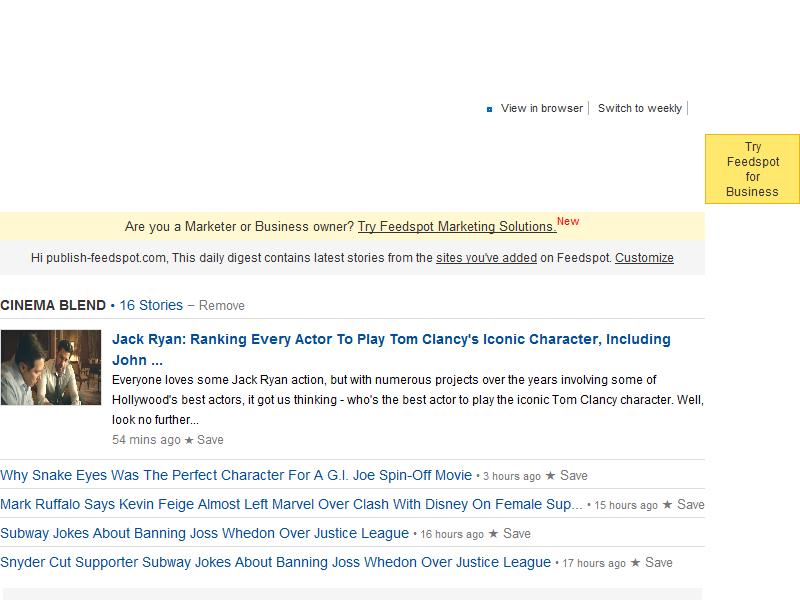 View in browser Switch to weekly
Try
Feedspot
for
Business
Are you a Marketer or Business owner? Try Feedspot Marketing Solutions.New
Hi publish-feedspot.com, This daily digest contains latest stories from the sites you've added on Feedspot. Customize
CINEMA BLEND • 16 Stories – Remove
Jack Ryan: Ranking Every Actor To Play Tom Clancy's Iconic Character, Including
John ...
Everyone loves some Jack Ryan action, but with numerous projects over the years involving some of
Hollywood's best actors, it got us thinking - who's the best actor to play the iconic Tom Clancy character. Well,
look no further...
54 mins ago ★ Save
Why Snake Eyes Was The Perfect Character For A G.I. Joe Spin-Off Movie • 3 hours ago ★ Save
Mark Ruffalo Says Kevin Feige Almost Left Marvel Over Clash With Disney On Female Sup... • 15 hours ago ★ Save
Subway Jokes About Banning Joss Whedon Over Justice League • 16 hours ago ★ Save
Snyder Cut Supporter Subway Jokes About Banning Joss Whedon Over Justice League • 17 hours ago ★ Save